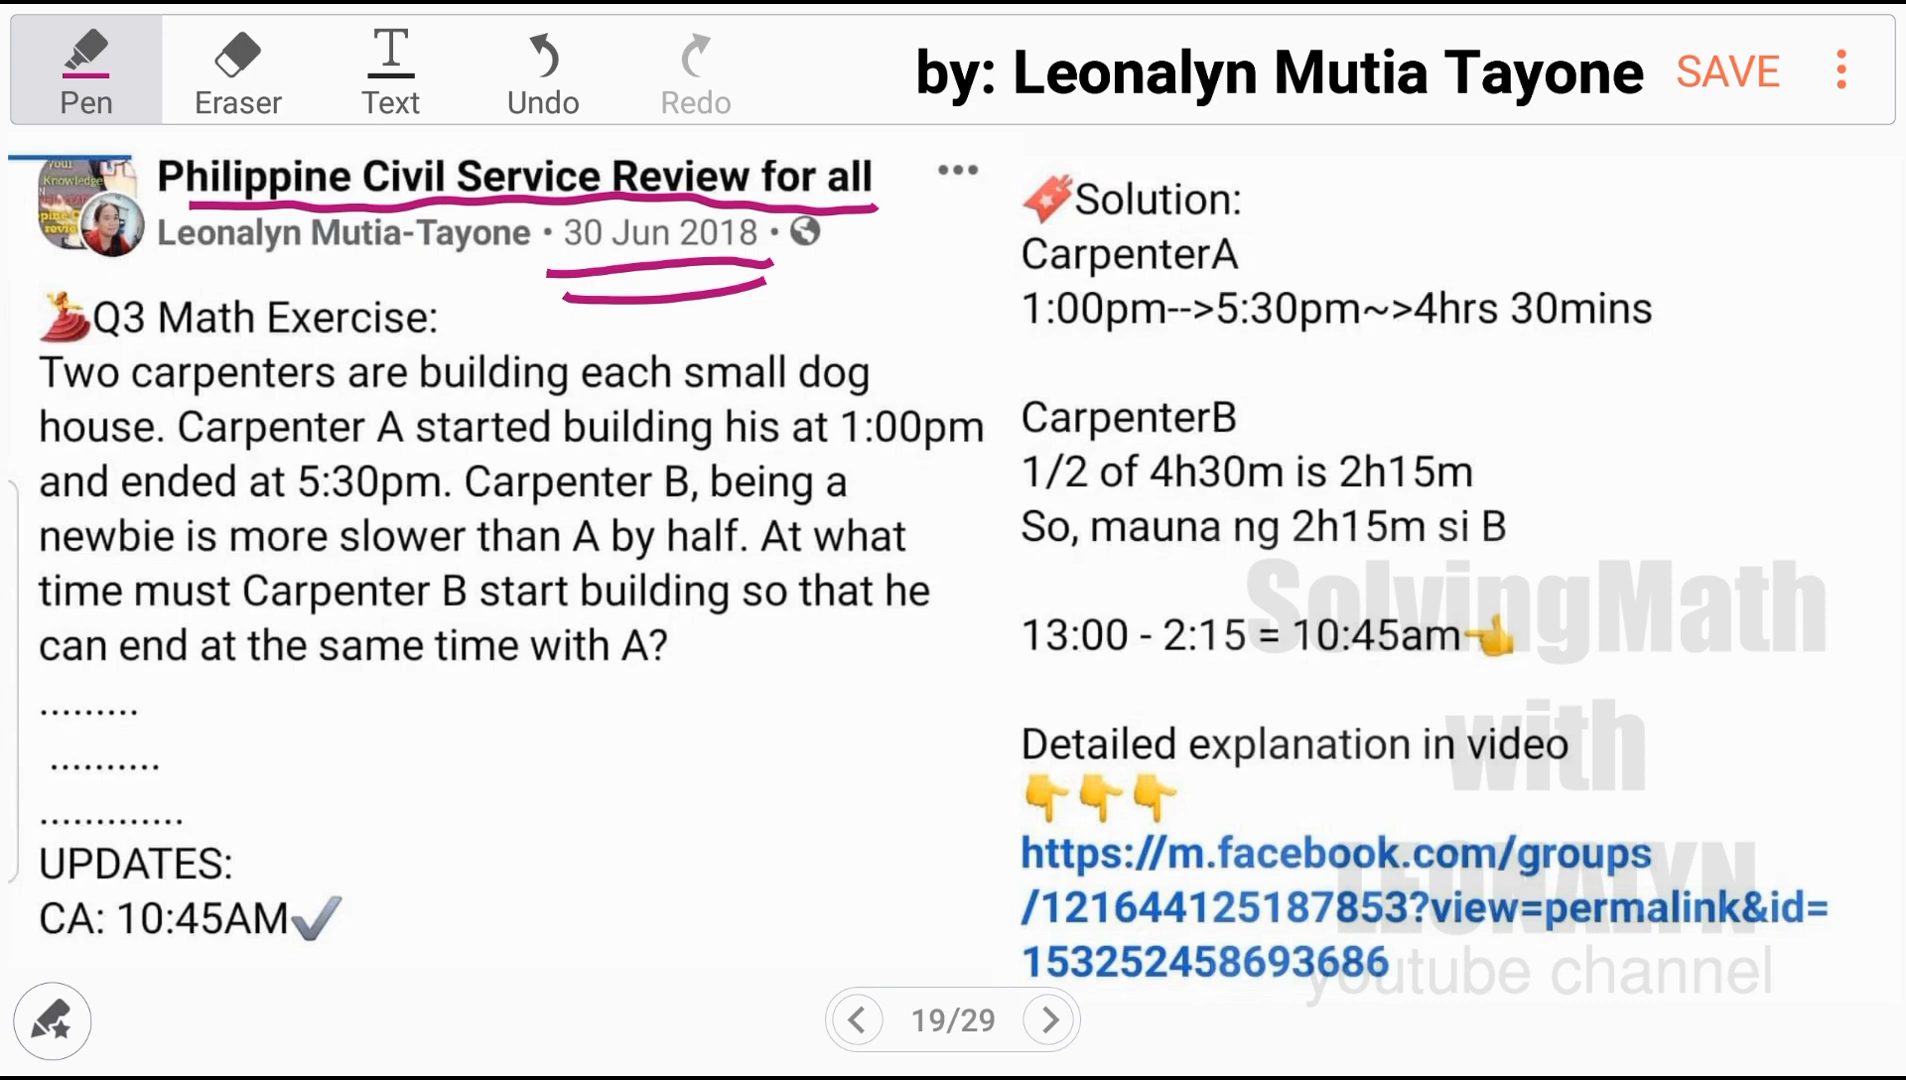 Pen
Eraser
Text
Undo
Redo
by: Leonalyn Mutia Tayone
SAVE
Your
Knowledge
Philippine Civil Service Review for all
Leonalyn Mutia-Tayone • 30 Jun 2018 •
Q3 Math Exercise:
Two carpenters are building each small dog
house. Carpenter A started building his at 1:00pm
and ended at 5:30pm. Carpenter B, being a
newbie is more slower than A by half. At what
time must Carpenter B start building so that he
can end at the same time with A?
.........
..........
.............
UPDATES:
CA: 10:45AM✔
Solution:
CarpenterA
1:00pm-->5:30pm~>4hrs 30mins
CarpenterB
1/2 of 4h30m is 2h15m
So, mauna ng 2h15m si B
13:00 - 2:15 = 10:45am
Detailed explanation in video
https://m.facebook.com/groups
/121644125187853?view=permalink&id=
153252458693686
SolvingMath
with
LEONALYN
youtube channel
19/29